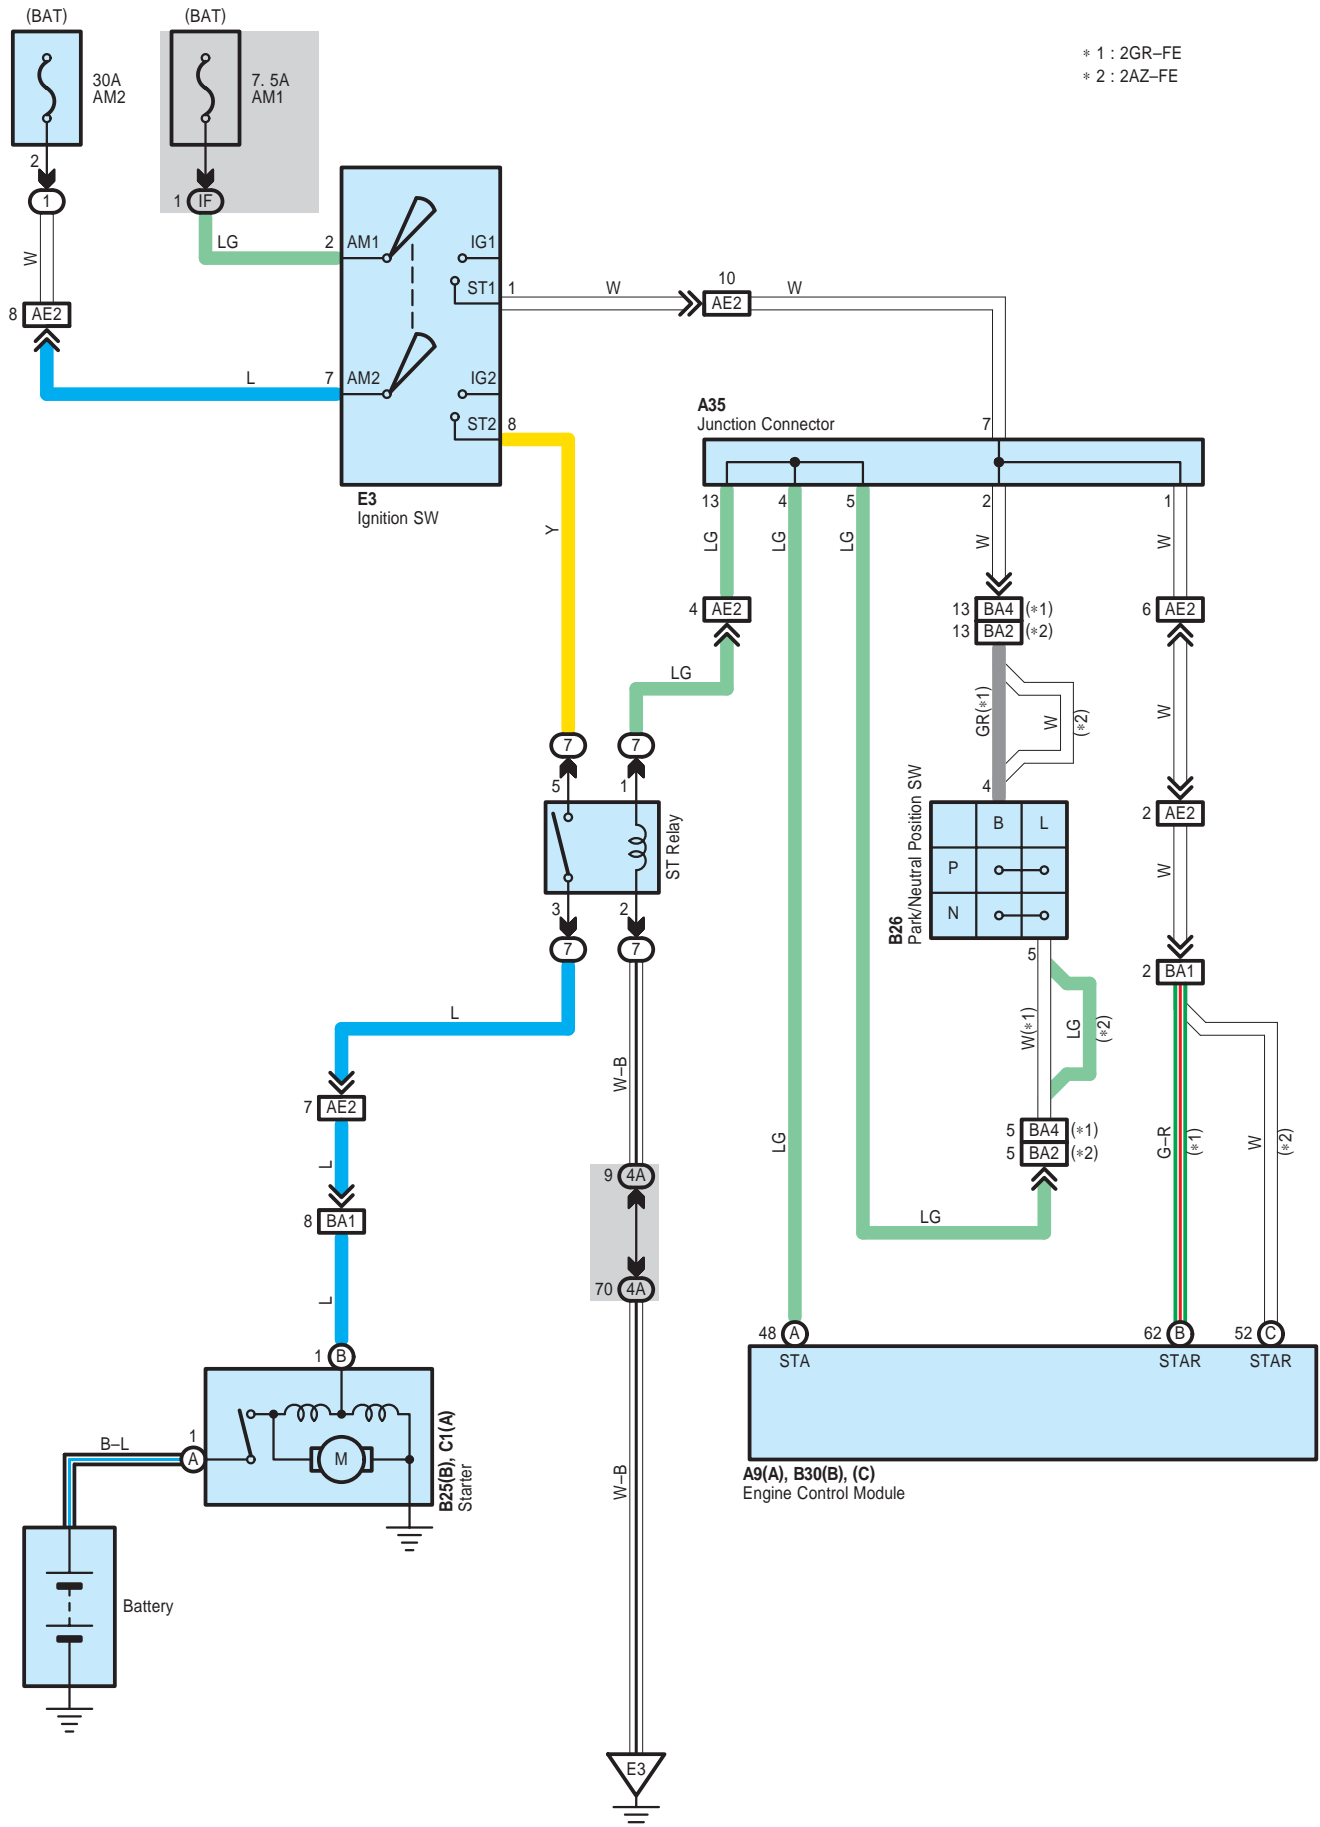 (BAT)
(BAT)
* 1 : 2GR–FE
* 2 : 2AZ–FE
30A
AM2
7. 5A
AM1
2
1
1
IF
W
LG
2
AM1
IG1
ST1
1
W
10
AE2
W
8
AE2
L
7
AM2
IG2
ST2
8
E3
Ignition SW
Y
A35
Junction Connector
7
13
4
5
2
1
LG
LG
LG
W
W
4
AE2
13
BA4
(*1)
13
BA2
(*2)
6
AE2
LG
GR(*1)
W
(*2)
W
7
7
5
1
ST Relay
3
2
7
7
4
B
L
P
N
B26
Park/Neutral Position SW
5
2
AE2
W
2
BA1
L
W–B
W(*1)
LG
(*2)
7
AE2
L
8
BA1
L
9
4A
70
4A
LG
5
BA4
(*1)
5
BA2
(*2)
LG
G–R
(*1)
W
(*2)
48
A
STA
62
B
STAR
52
C
STAR
A9(A), B30(B), (C)
Engine Control Module
1
B
1
A
B–L
M
B25(B), C1(A)
Starter
W–B
Battery
E3